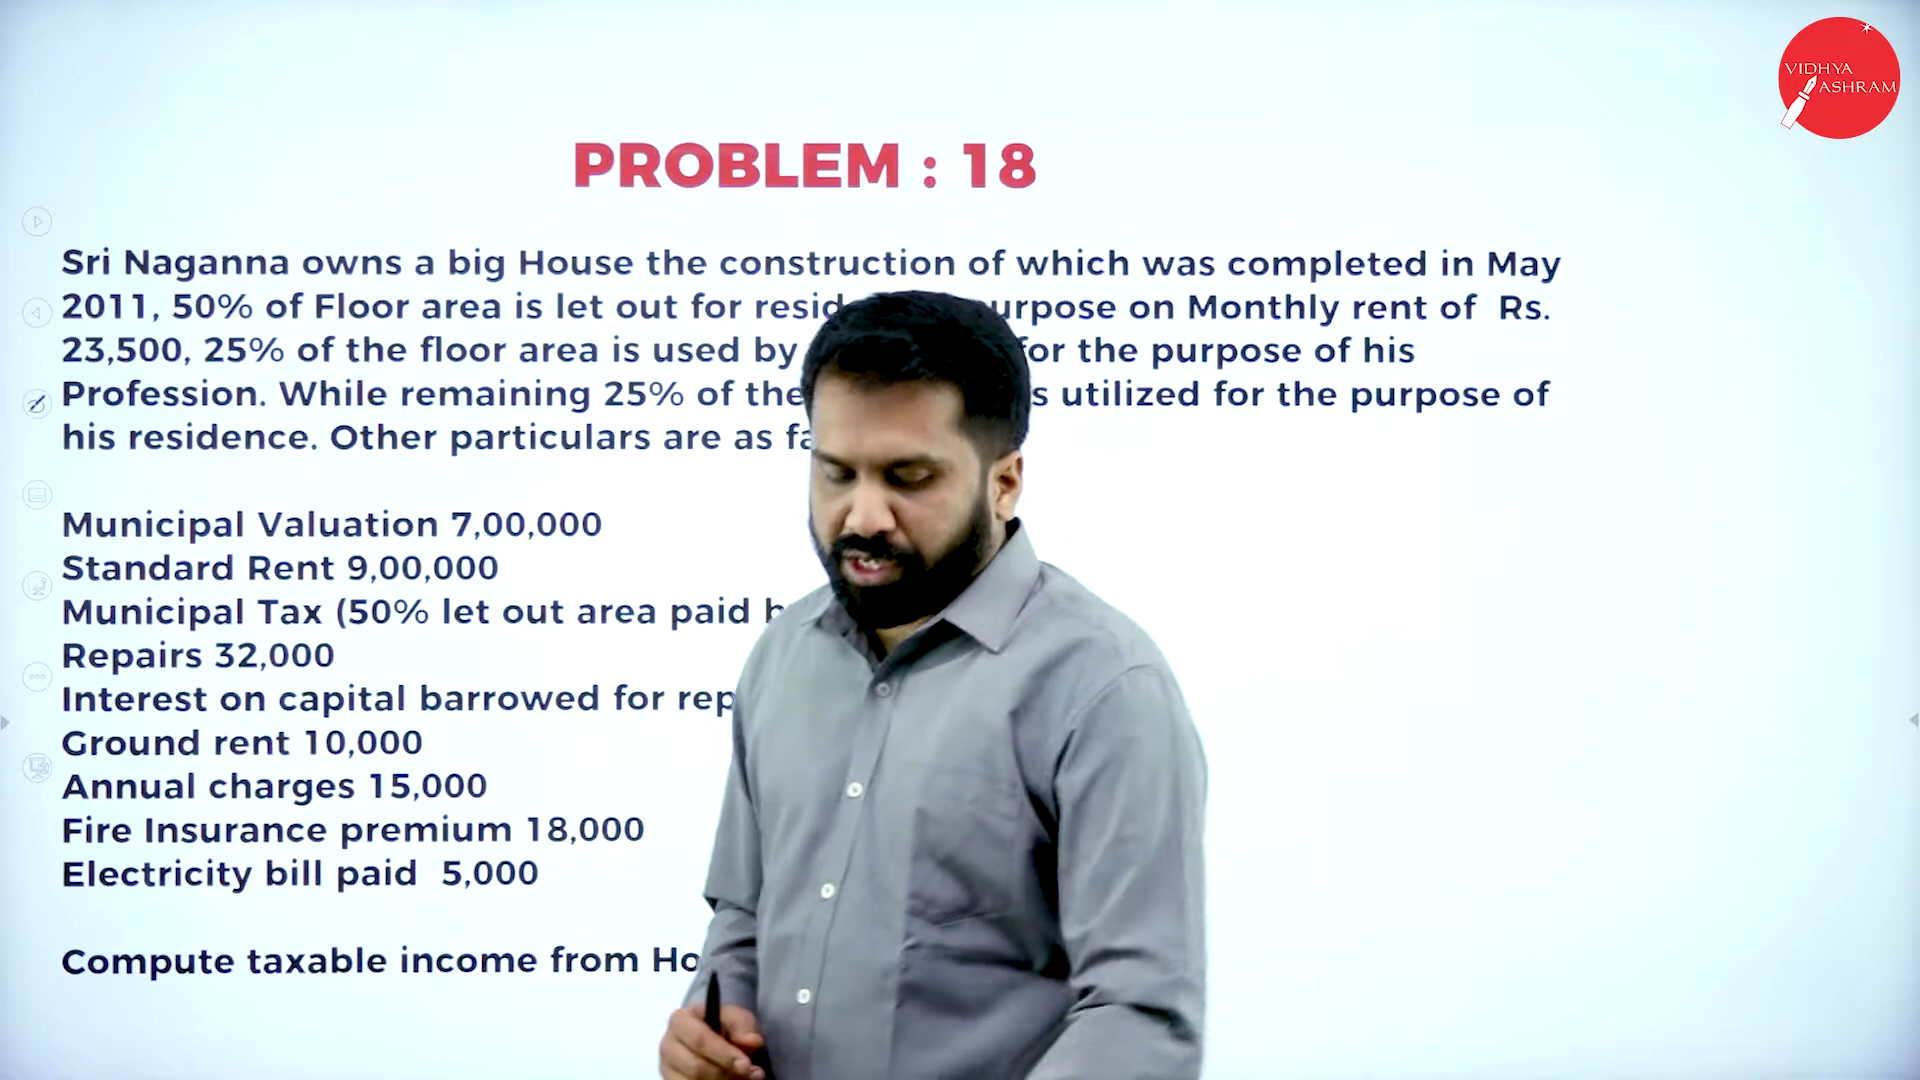 VIDHYA
ASHRAM
PROBLEM : 18
Sri Naganna owns a big House the construction of which was completed in May
2011, 50% of Floor area is let out for purpose on Monthly rent of Rs.
23,500, 25% of the floor area is used by for the purpose of his
Profession. While remaining 25% of the utilized for the purpose of
his residence. Other particulars are as
Municipal Valuation 7,00,000
Standard Rent 9,00,000
Municipal Tax (50% let out area paid
Repairs 32,000
Interest on capital barrowed for
Ground rent 10,000
Annual charges 15,000
Fire Insurance premium 18,000
Electricity bill paid 5,000
Compute taxable income from